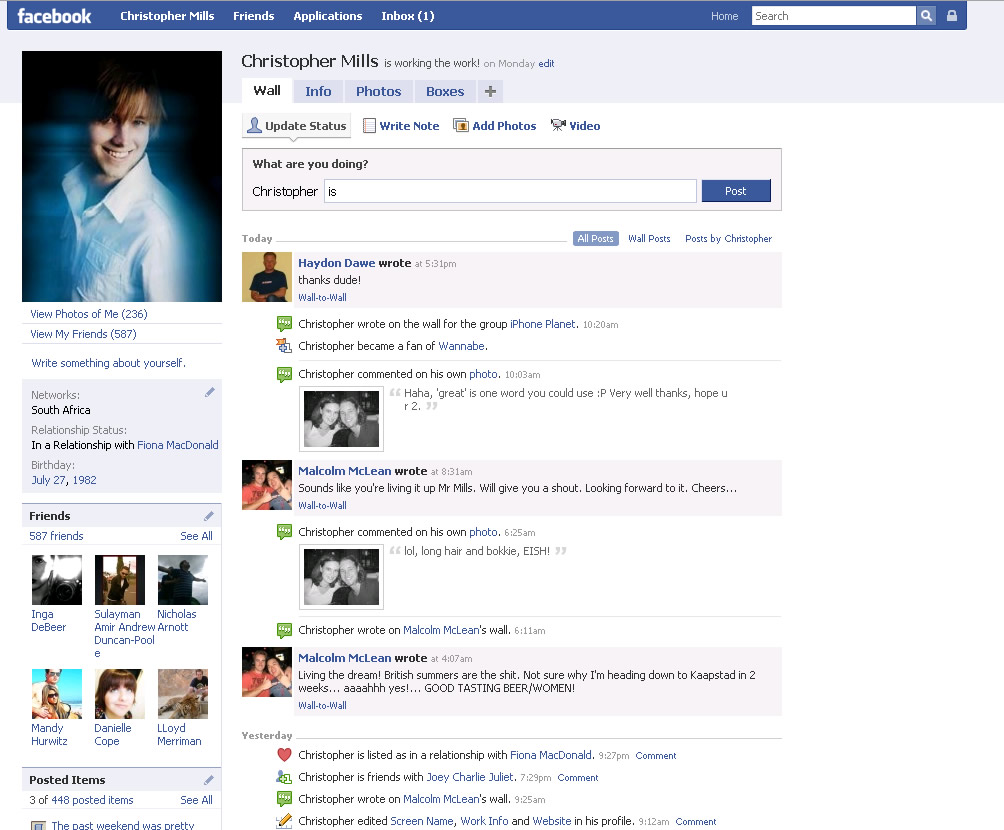 facebook Christopher Mills Friends Applications Inbox (1) Home Search
Christopher Mills is working the work! on Monday edit
Wall Info Photos Boxes +
Update Status Write Note Add Photos Video
What are you doing?
Christopher is Post
View Photos of Me (236)
View My Friends (587)
Write something about yourself.
Networks:
South Africa
Relationship Status:
In a Relationship with Fiona MacDonald
Birthday:
July 27, 1982
Friends
587 friends See All
Inga
DeBeer
Sulayman
Amir Andrew
Duncan-Pool
e
Nicholas
Arnott
Mandy
Hurwitz
Danielle
Cope
LLoyd
Merriman
Posted Items
3 of 448 posted items See All
The past weekend was pretty
Today All Posts Wall Posts Posts by Christopher
Haydon Dawe wrote at 5:31pm
thanks dude!
Wall-to-Wall
Christopher wrote on the wall for the group iPhone Planet. 10:20am
Christopher became a fan of Wannabe.
Christopher commented on his own photo. 10:03am
“ Haha, 'great' is one word you could use :P Very well thanks, hope u
r 2. ”
Malcolm McLean wrote at 8:31am
Sounds like you're living it up Mr Mills. Will give you a shout. Looking forward to it. Cheers...
Wall-to-Wall
Christopher commented on his own photo. 6:25am
“ lol, long hair and bokkie, EISH! ”
Christopher wrote on Malcolm McLean's wall. 6:11am
Malcolm McLean wrote at 4:07am
Living the dream! British summers are the shit. Not sure why I'm heading down to Kaapstad in 2
weeks... aaaahhh yes!... GOOD TASTING BEER/WOMEN!
Wall-to-Wall
Yesterday
Christopher is listed as in a relationship with Fiona MacDonald. 9:27pm Comment
Christopher is friends with Joey Charlie Juliet. 7:29pm Comment
Christopher wrote on Malcolm McLean's wall. 9:25am
Christopher edited Screen Name, Work Info and Website in his profile. 9:12am Comment